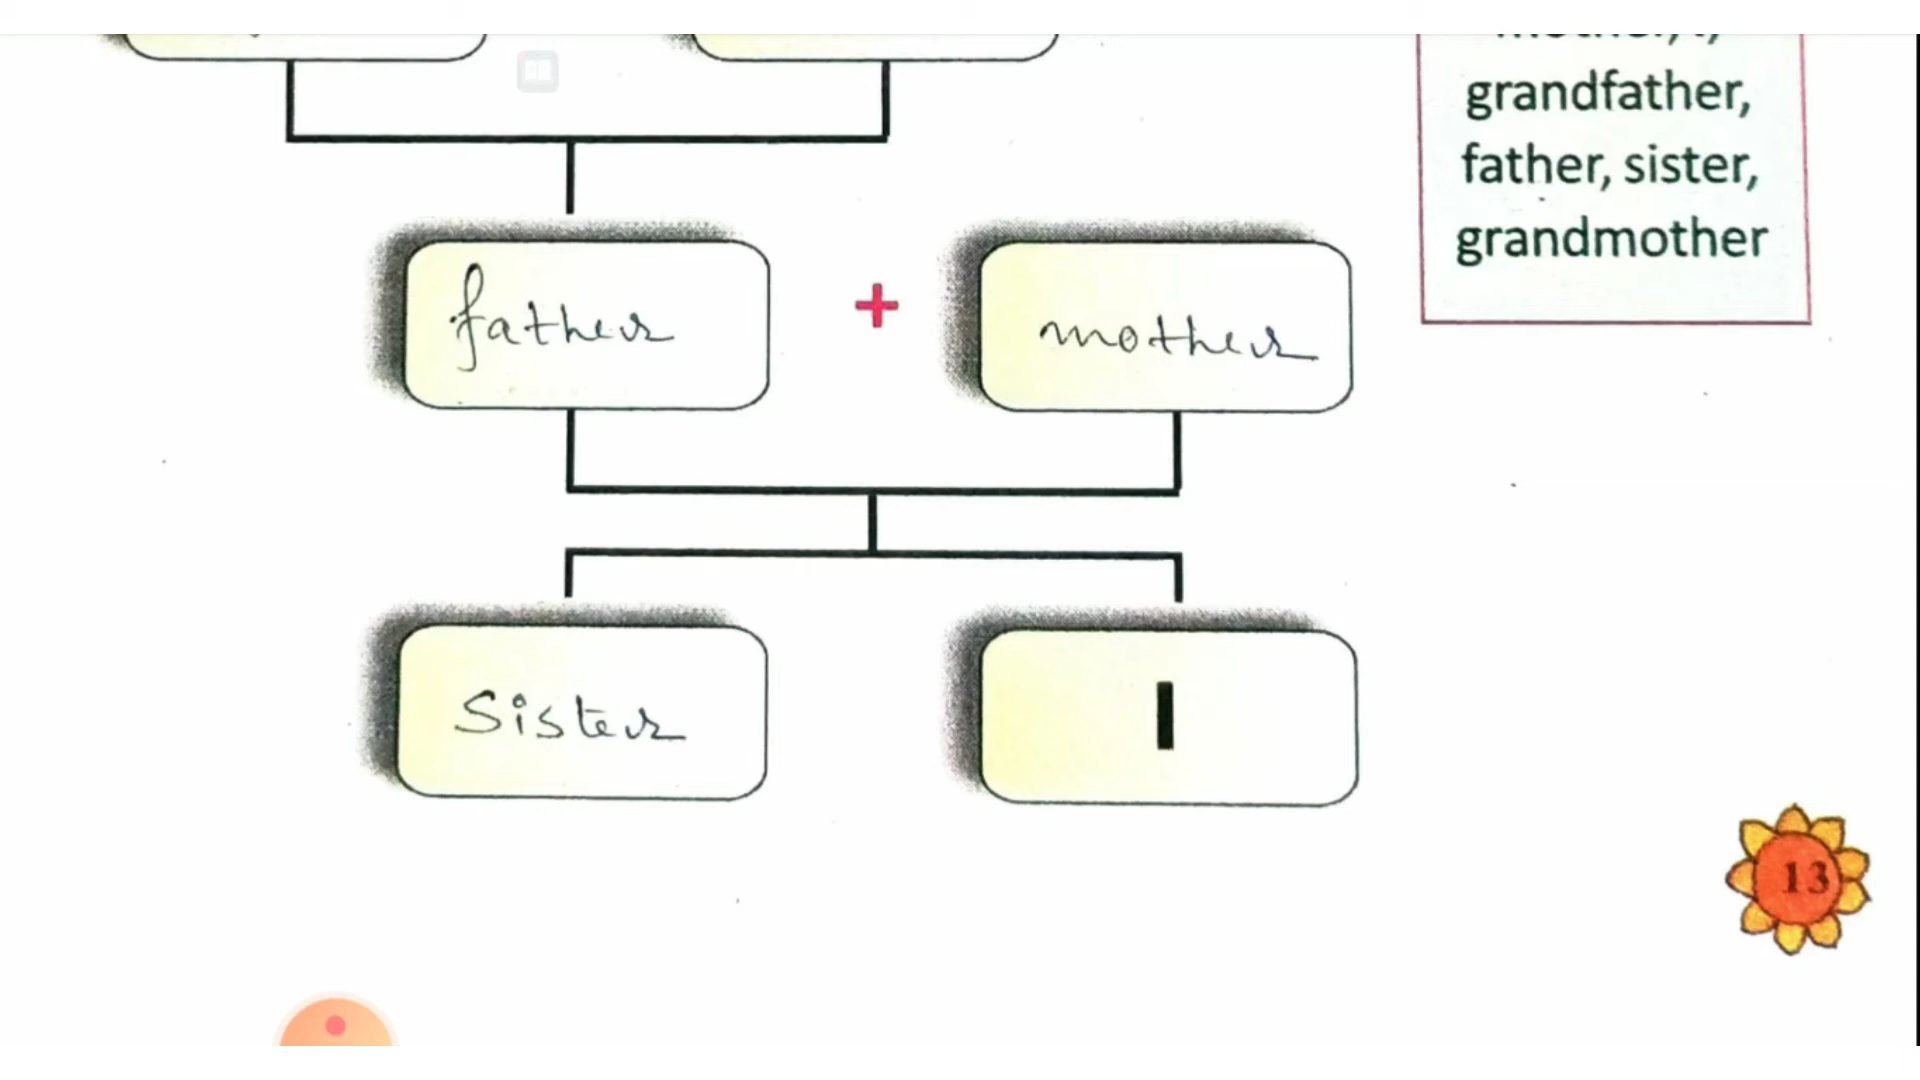 grandfather,
father, sister,
grandmother
father + mother
Sister I
13